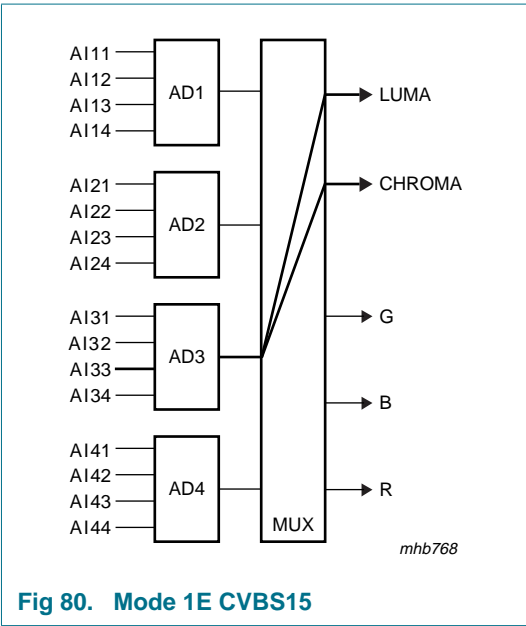 AI11
AI12
AI13
AI14
AD1
AI21
AI22
AI23
AI24
AD2
AI31
AI32
AI33
AI34
AD3
AI41
AI42
AI43
AI44
AD4
MUX
LUMA
CHROMA
G
B
R
mhb768
Fig 80. Mode 1E CVBS15